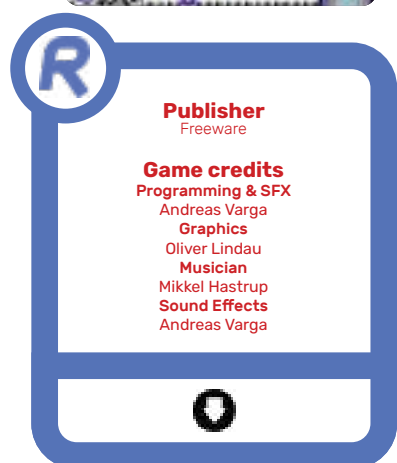 R
Publisher
Freeware
Game credits
Programming & SFX
Andreas Varga
Graphics
Oliver Lindau
Musician
Mikkel Hastrup
Sound Effects
Andreas Varga